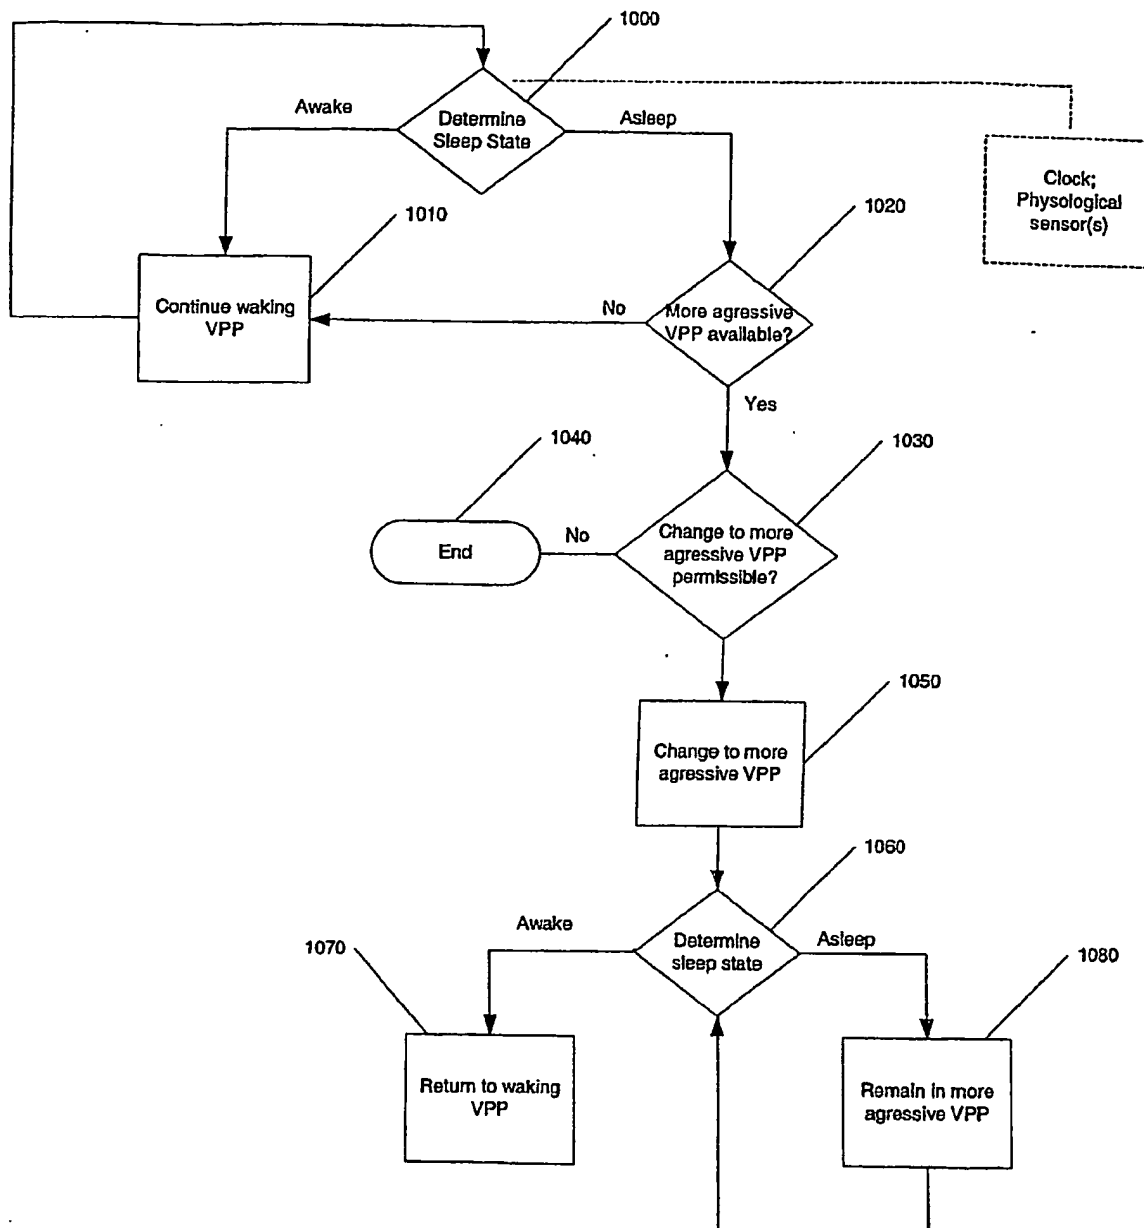 1000
Awake
Determine
Sleep State
Asleep
Clock;
Physological
sensor(s)
1010
1020
Continue waking
VPP
No
More agressive
VPP available?
Yes
1040
1030
End
No
Change to more
agressive VPP
permissible?
1050
Change to more
agressive VPP
1060
Awake
Determine
sleep state
Asleep
1070
1080
Return to waking
VPP
Remain in more
agressive VPP